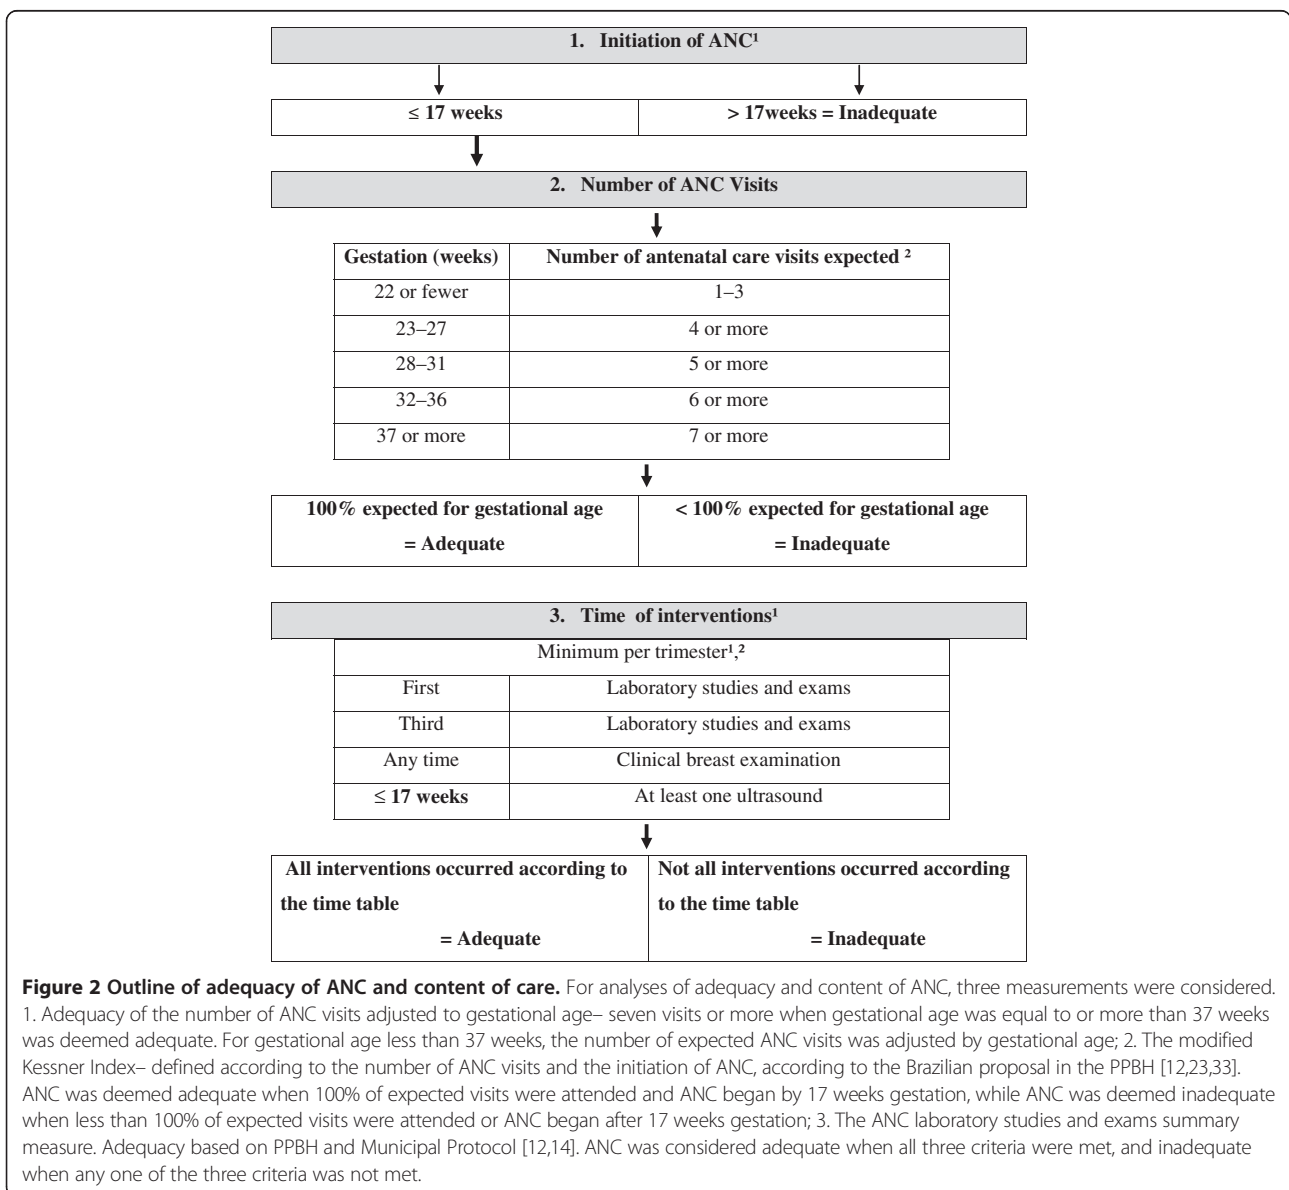 1. Initiation of ANC¹
≤ 17 weeks > 17weeks = Inadequate
2. Number of ANC Visits
Gestation (weeks) Number of antenatal care visits expected ²
22 or fewer 1–3
23–27 4 or more
28–31 5 or more
32–36 6 or more
37 or more 7 or more
100% expected for gestational age < 100% expected for gestational age
= Adequate = Inadequate
3. Time of interventions¹
Minimum per trimester¹,²
First Laboratory studies and exams
Third Laboratory studies and exams
Any time Clinical breast examination
≤ 17 weeks At least one ultrasound
All interventions occurred according to Not all interventions occurred according
the time table to the time table
= Adequate = Inadequate
Figure 2 Outline of adequacy of ANC and content of care. For analyses of adequacy and content of ANC, three measurements were considered.
1. Adequacy of the number of ANC visits adjusted to gestational age– seven visits or more when gestational age was equal to or more than 37 weeks
was deemed adequate. For gestational age less than 37 weeks, the number of expected ANC visits was adjusted by gestational age; 2. The modified
Kessner Index– defined according to the number of ANC visits and the initiation of ANC, according to the Brazilian proposal in the PPBH [12,23,33].
ANC was deemed adequate when 100% of expected visits were attended and ANC began by 17 weeks gestation, while ANC was deemed inadequate
when less than 100% of expected visits were attended or ANC began after 17 weeks gestation; 3. The ANC laboratory studies and exams summary
measure. Adequacy based on PPBH and Municipal Protocol [12,14]. ANC was considered adequate when all three criteria were met, and inadequate
when any one of the three criteria was not met.